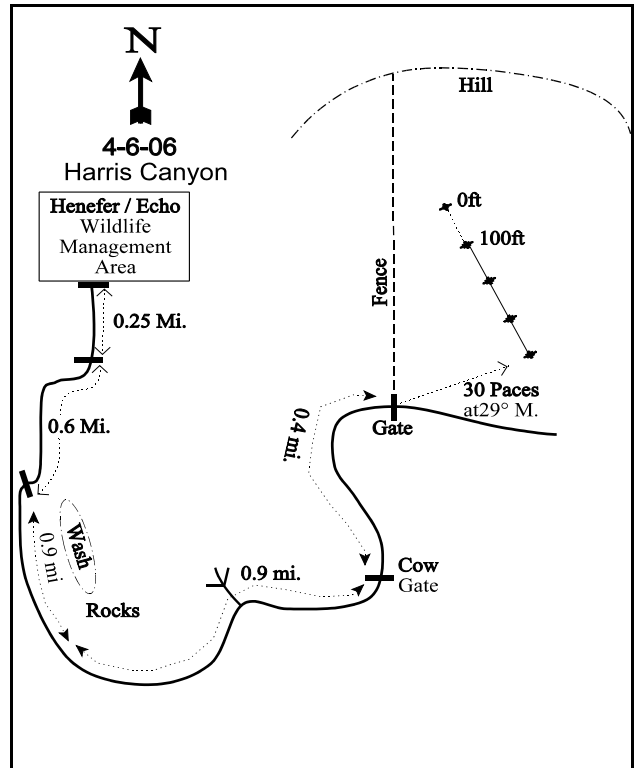 N
4-6-06
Harris Canyon
Henefer / Echo
Wildlife
Management
Area
Hill
0ft
100ft
Fence
0.25 Mi.
30 Paces
at29° M.
0.4 mi.
Gate
0.6 Mi.
Wash
0.9 mi
Rocks
0.9 mi.
Cow
Gate